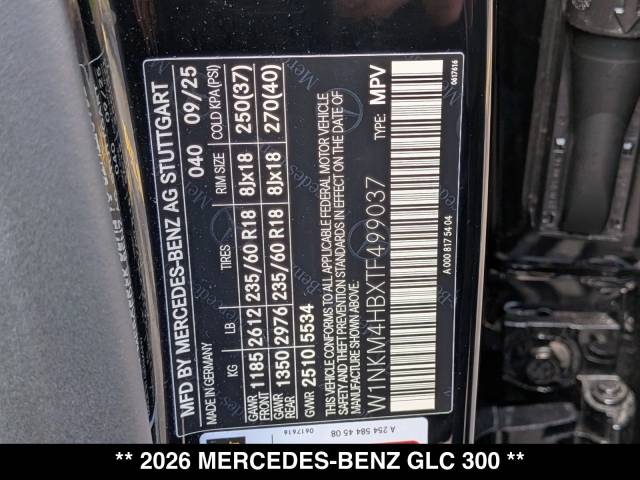 MFD BY MERCEDES-BENZ AG STUTTGART
MADE IN GERMANY 040 09/25
KG LB TIRES RIM SIZE COLD KPA(PSI)
GAWR FRONT 1185 2612 235/60 R18 8Jx18 250(37)
GAWR REAR 1350 2976 235/60 R18 8Jx18 270(40)
GVWR 2510 5534
THIS VEHICLE CONFORMS TO ALL APPLICABLE FEDERAL MOTOR VEHICLE
SAFETY, BUMPER, AND THEFT PREVENTION STANDARDS IN EFFECT ON THE DATE OF
MANUFACTURE SHOWN ABOVE.
W1NKM4HBXTF499037 TYPE: MPV
A 000 817 54 04 0617616
A 254 584 45 08
0617616
** 2026 MERCEDES-BENZ GLC 300 **